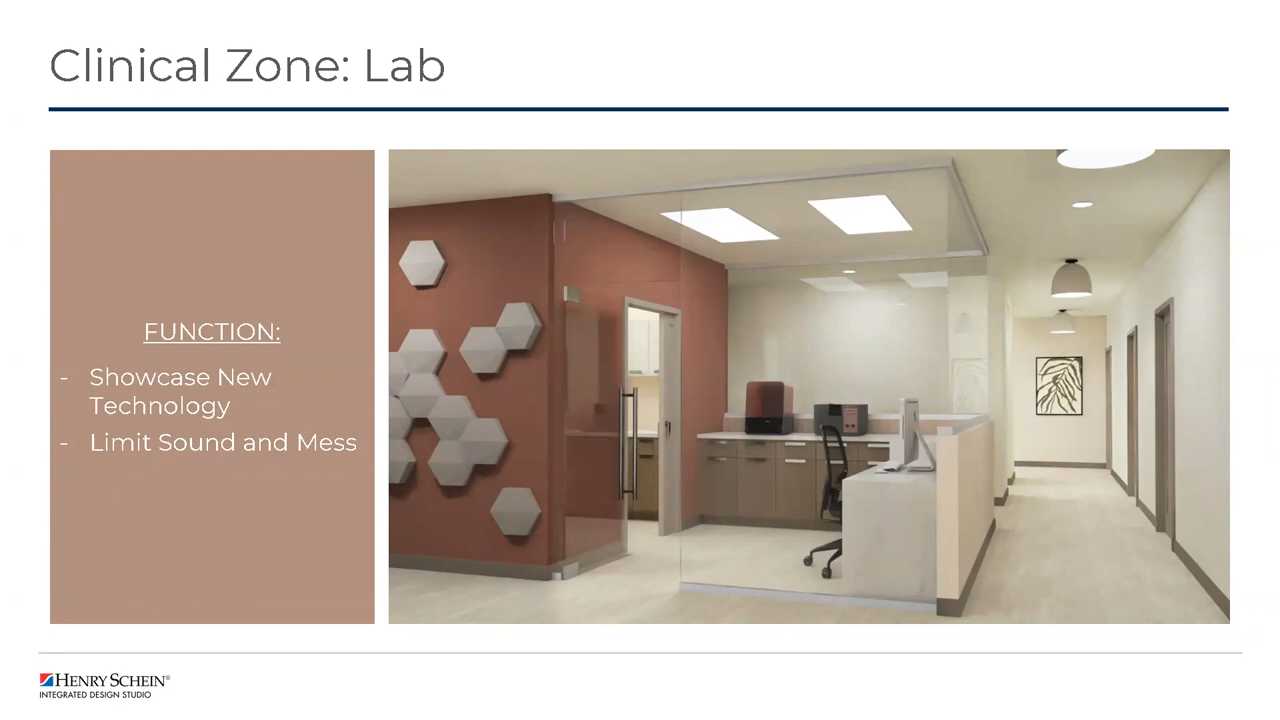 Clinical Zone: Lab
FUNCTION:
- Showcase New
Technology
- Limit Sound and Mess
HENRY SCHEIN®
INTEGRATED DESIGN STUDIO